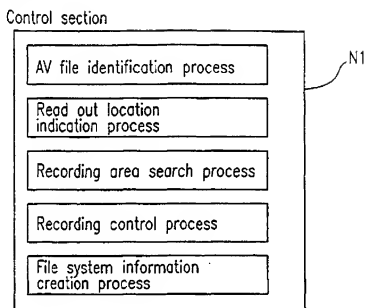 Control section
N1
AV file identification process
Read out location
indication process
Recording area search process
Recording control process
File system information
creation process